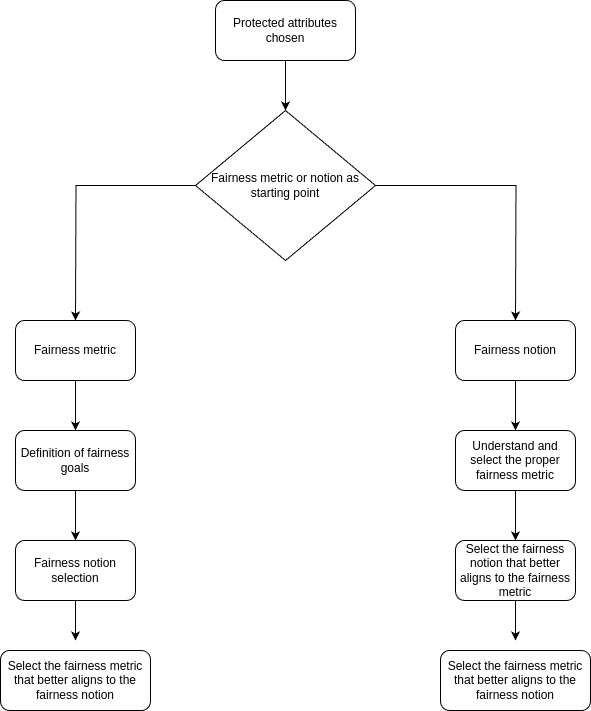 Protected attributes
chosen
Fairness metric or notion as
starting point
Fairness metric
Fairness notion
Definition of fairness
goals
Understand and
select the proper
fairness metric
Fairness notion
selection
Select the fairness
notion that better
aligns to the fairness
metric
Select the fairness metric
that better aligns to the
fairness notion
Select the fairness metric
that better aligns to the
fairness notion